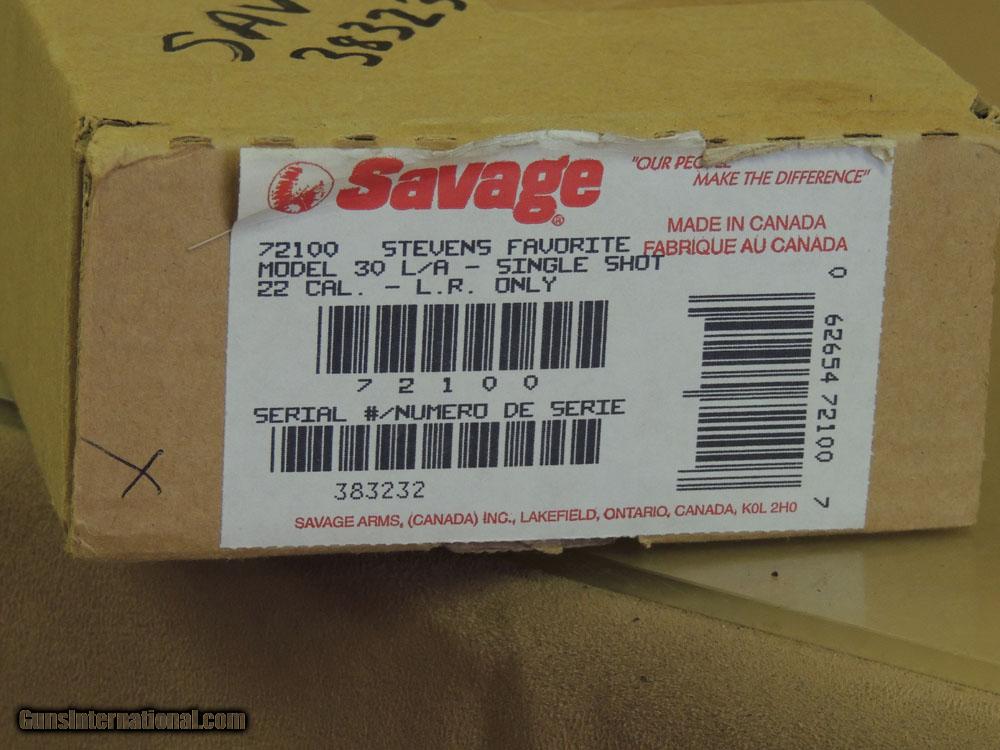 SAV
38323
Savage®
"OUR PEOPLE
MAKE THE DIFFERENCE"
MADE IN CANADA
FABRIQUE AU CANADA
72100 STEVENS FAVORITE
MODEL 30 L/A - SINGLE SHOT
22 CAL. - L.R. ONLY
72100
SERIAL #/NUMERO DE SERIE
383232
0 62654 72100 7
SAVAGE ARMS, (CANADA) INC., LAKEFIELD, ONTARIO, CANADA, K0L 2H0
X
GunsInternational.com